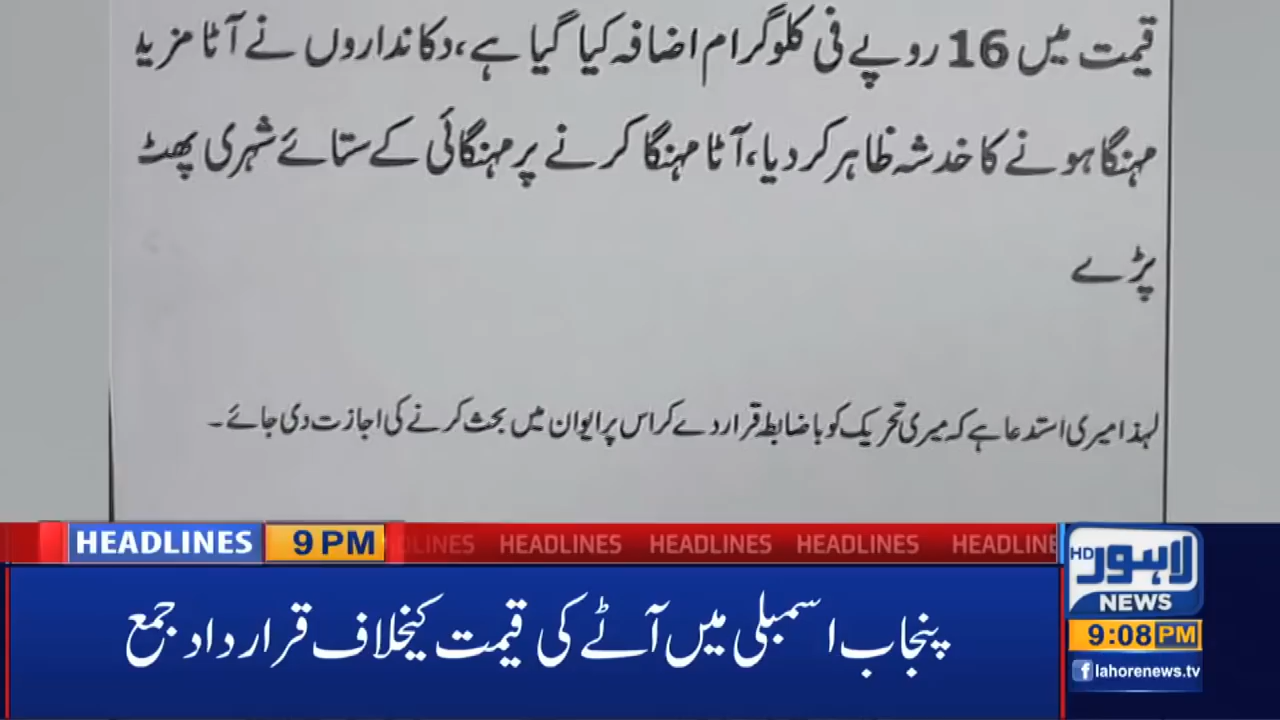 قیمت میں 16 روپے فی کلوگرام اضافہ کیا گیا ہے، دکانداروں نے آٹا مزید
مہنگا ہونے کا خدشہ ظاہر کر دیا، آٹا مہنگا کرنے پر مہنگائی کے ستائے شہری پھٹ
پڑے
لہذا میری استدعا ہے کہ میری تحریک کو باضابطہ قرار دے کر اس پر ایوان میں بحث کرنے کی اجازت دی جائے۔
HEADLINES 9 PM LINES HEADLINES HEADLINES HEADLINES HEADLINE
پنجاب اسمبلی میں آٹے کی قیمت کیخلاف قرارداد جمع
HD لاہور
NEWS
9:08 PM
f lahorenews.tv